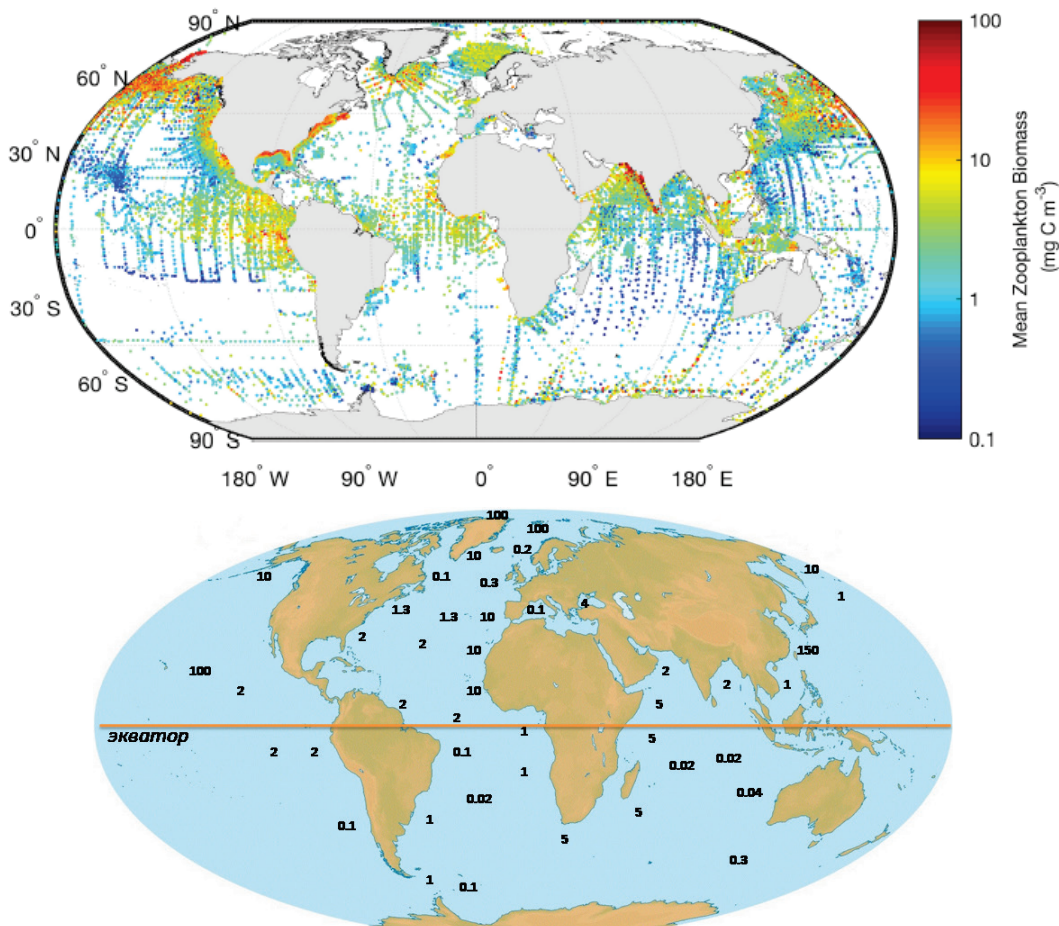 90° N
60° N
30° N
0°
30° S
60° S
90° S
180° W 90° W 0° 90° E 180° E
100
10
1
0.1
Mean Zooplankton Biomass
(mg C m-3)
100
100
0.2
10
10 0.1 0.3 10
1
1.3 1.3 10 0.1 4
2 2 10 150
100 2
2 10 2 1
2 5
2
экватор 1 5
2 2 0.1
1 0.02 0.02
0.02 0.04
0.1 1 5
5
0.3
1 0.1